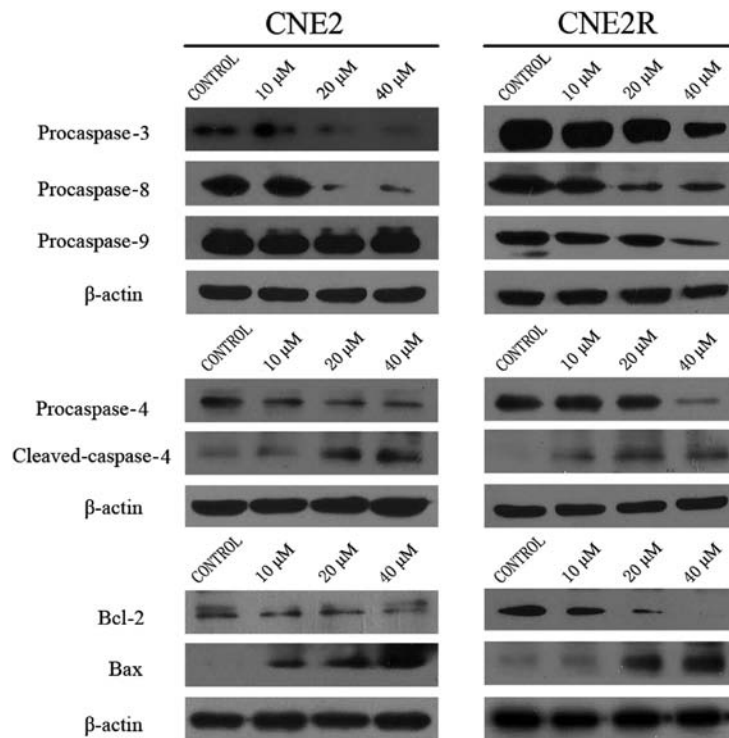 CNE2 CNE2R
CONTROL 10 μM 20 μM 40 μM CONTROL 10 μM 20 μM 40 μM
Procaspase-3
Procaspase-8
Procaspase-9
β-actin
CONTROL 10 μM 20 μM 40 μM CONTROL 10 μM 20 μM 40 μM
Procaspase-4
Cleaved-caspase-4
β-actin
CONTROL 10 μM 20 μM 40 μM CONTROL 10 μM 20 μM 40 μM
Bcl-2
Bax
β-actin